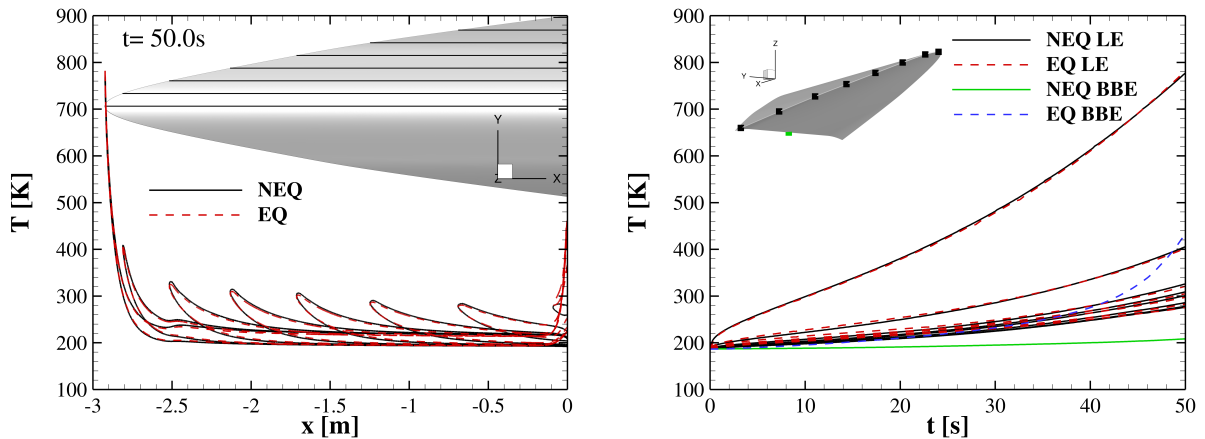 900
800
700
600
500
400
300
200
100
T [K]
t= 50.0s
Y
Z
X
NEQ
EQ
-3
-2.5
-2
-1.5
-1
-0.5
0
x [m]
900
800
700
600
500
400
300
200
100
T [K]
Z
Y
X
NEQ LE
EQ LE
NEQ BBE
EQ BBE
0
10
20
30
40
50
t [s]